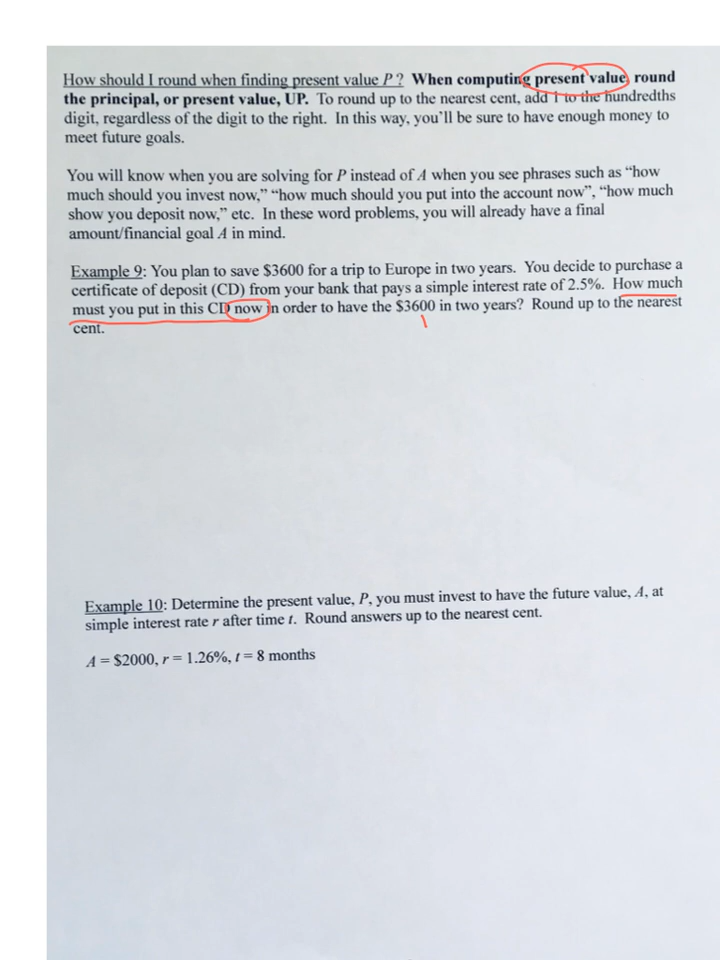 How should I round when finding present value P ? When computing present value, round
the principal, or present value, UP. To round up to the nearest cent, add 1 to the hundredths
digit, regardless of the digit to the right. In this way, you'll be sure to have enough money to
meet future goals.
You will know when you are solving for P instead of A when you see phrases such as "how
much should you invest now," "how much should you put into the account now", "how much
show you deposit now," etc. In these word problems, you will already have a final
amount/financial goal A in mind.
Example 9: You plan to save $3600 for a trip to Europe in two years. You decide to purchase a
certificate of deposit (CD) from your bank that pays a simple interest rate of 2.5%. How much
must you put in this CD now in order to have the $3600 in two years? Round up to the nearest
cent.
Example 10: Determine the present value, P, you must invest to have the future value, A, at
simple interest rate r after time t. Round answers up to the nearest cent.
A = $2000, r = 1.26%, t = 8 months